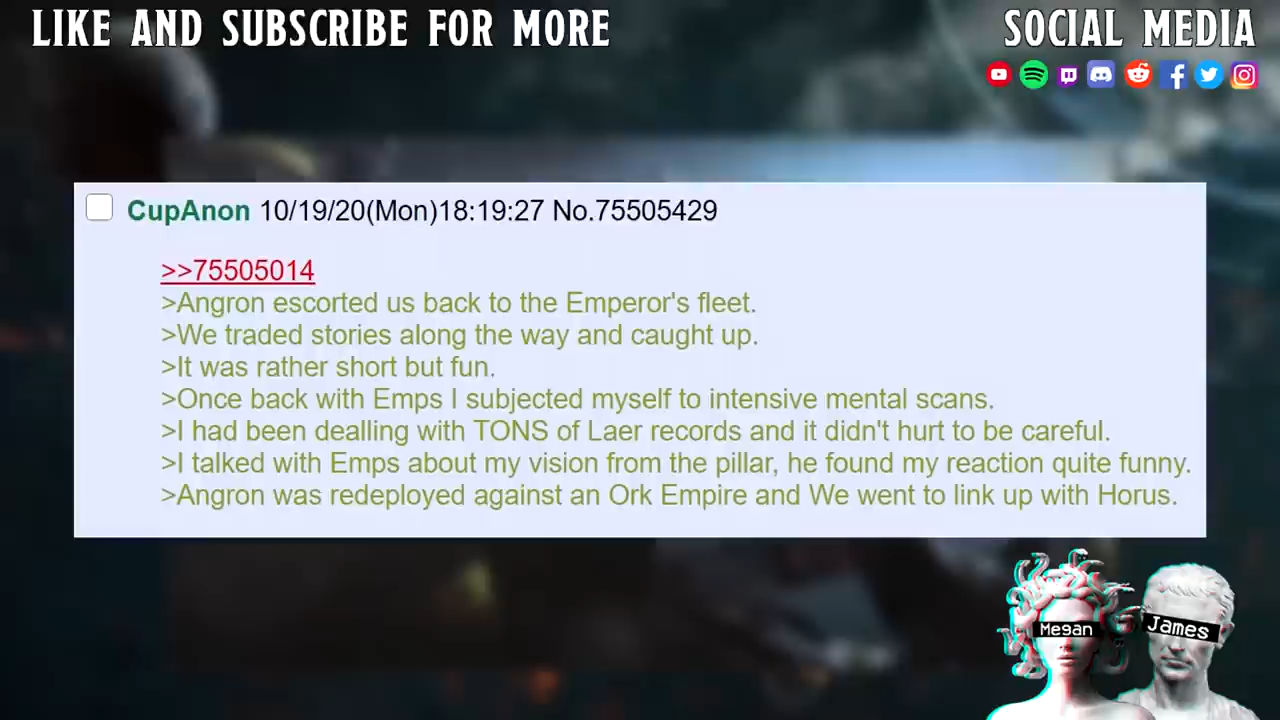 LIKE AND SUBSCRIBE FOR MORE
SOCIAL MEDIA
CupAnon 10/19/20(Mon)18:19:27 No.75505429
>>75505014
>Angron escorted us back to the Emperor's fleet.
>We traded stories along the way and caught up.
>It was rather short but fun.
>Once back with Emps I subjected myself to intensive mental scans.
>I had been dealling with TONS of Laer records and it didn't hurt to be careful.
>I talked with Emps about my vision from the pillar, he found my reaction quite funny.
>Angron was redeployed against an Ork Empire and We went to link up with Horus.
Megan
James